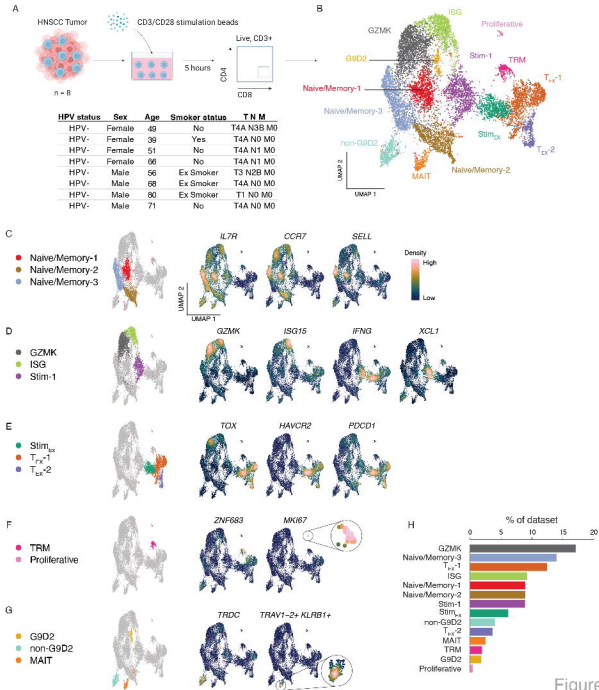 A
HNSCC Tumor
CD3/CD28 stimulation beads
n = 8
5 hours
Live, CD3+
CD4
CD8
HPV status Sex Age Smoker status T N M
HPV- Female 49 No T4A N3B M0
HPV- Female 39 Yes T4A N0 M0
HPV- Female 51 No T4A N1 M0
HPV- Female 66 No T4A N1 M0
HPV- Male 56 Ex Smoker T3 N2B M0
HPV- Male 68 Ex Smoker T4A N0 M0
HPV- Male 60 Ex Smoker T1 N0 M0
HPV- Male 71 No T4A N0 M0
B
ISG
GZMK
Proliferative
G9D2
Stim-1
TRM
TEX-1
Naive/Memory-1
Naive/Memory-3
StimEX
TEX-2
non-G9D2
Naive/Memory-2
MAIT
UMAP 2
UMAP 1
C
Naive/Memory-1
Naive/Memory-2
Naive/Memory-3
IL7R CCR7 SELL
Density
High
Low
UMAP 2
UMAP 1
D
GZMK
ISG
Stim-1
GZMK ISG15 IFNG XCL1
E
StimEX
TEX-1
TEX-2
TOX HAVCR2 PDCD1
F
TRM
Proliferative
ZNF683 MKI67
G
G9D2
non-G9D2
MAIT
TRDC TRAV1-2+ KLRB1+
H
% of dataset
0 10 20
GZMK
Naive/Memory-3
TEX-1
ISG
Naive/Memory-1
Naive/Memory-2
Stim-1
StimEX
non-G9D2
TEX-2
MAIT
TRM
G9D2
Proliferative
Figure